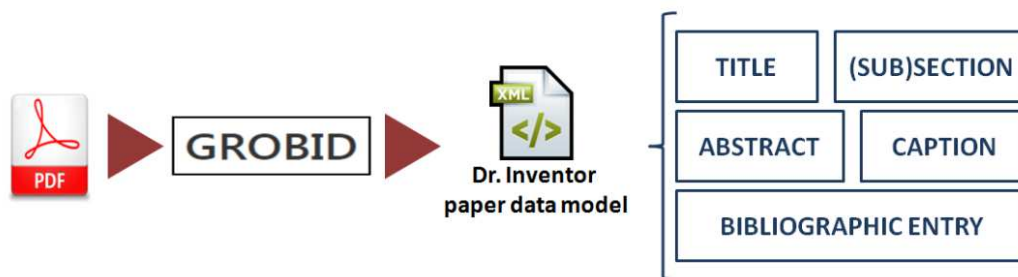 PDF
GROBID
XML
</>
Dr. Inventor
paper data model
TITLE
(SUB)SECTION
ABSTRACT
CAPTION
BIBLIOGRAPHIC ENTRY